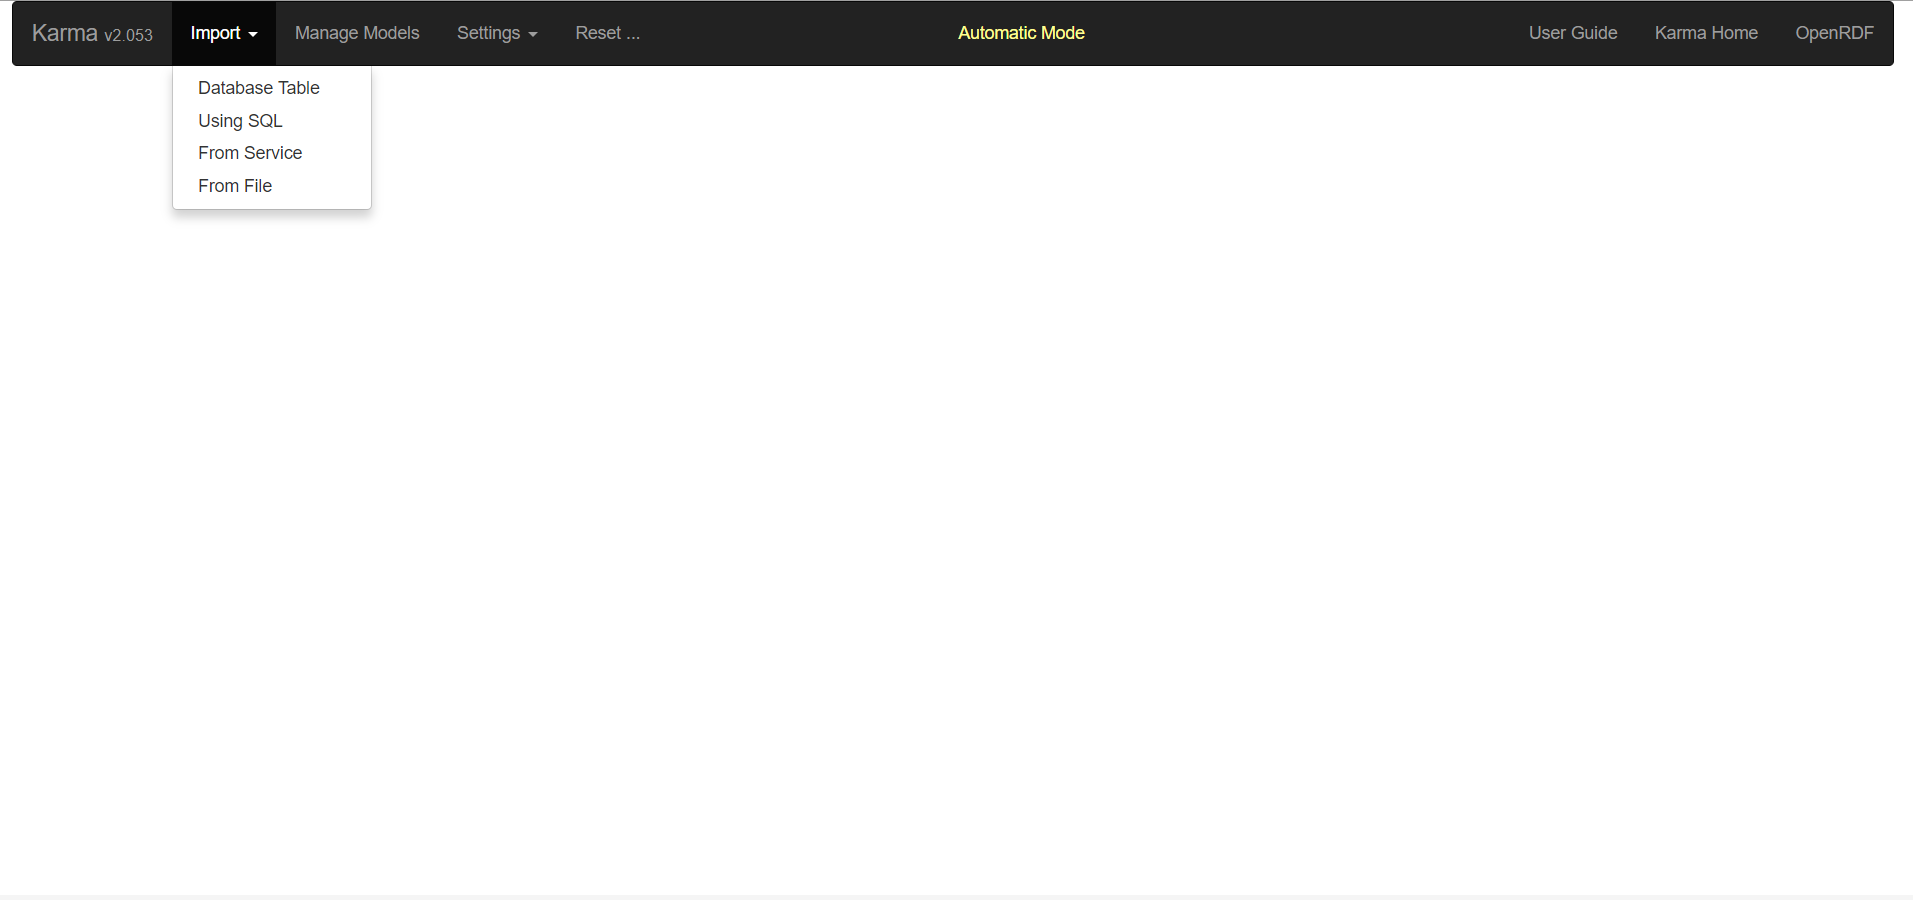 Karma v2.053 Import Manage Models Settings Reset ... Automatic Mode User Guide Karma Home OpenRDF
Database Table
Using SQL
From Service
From File